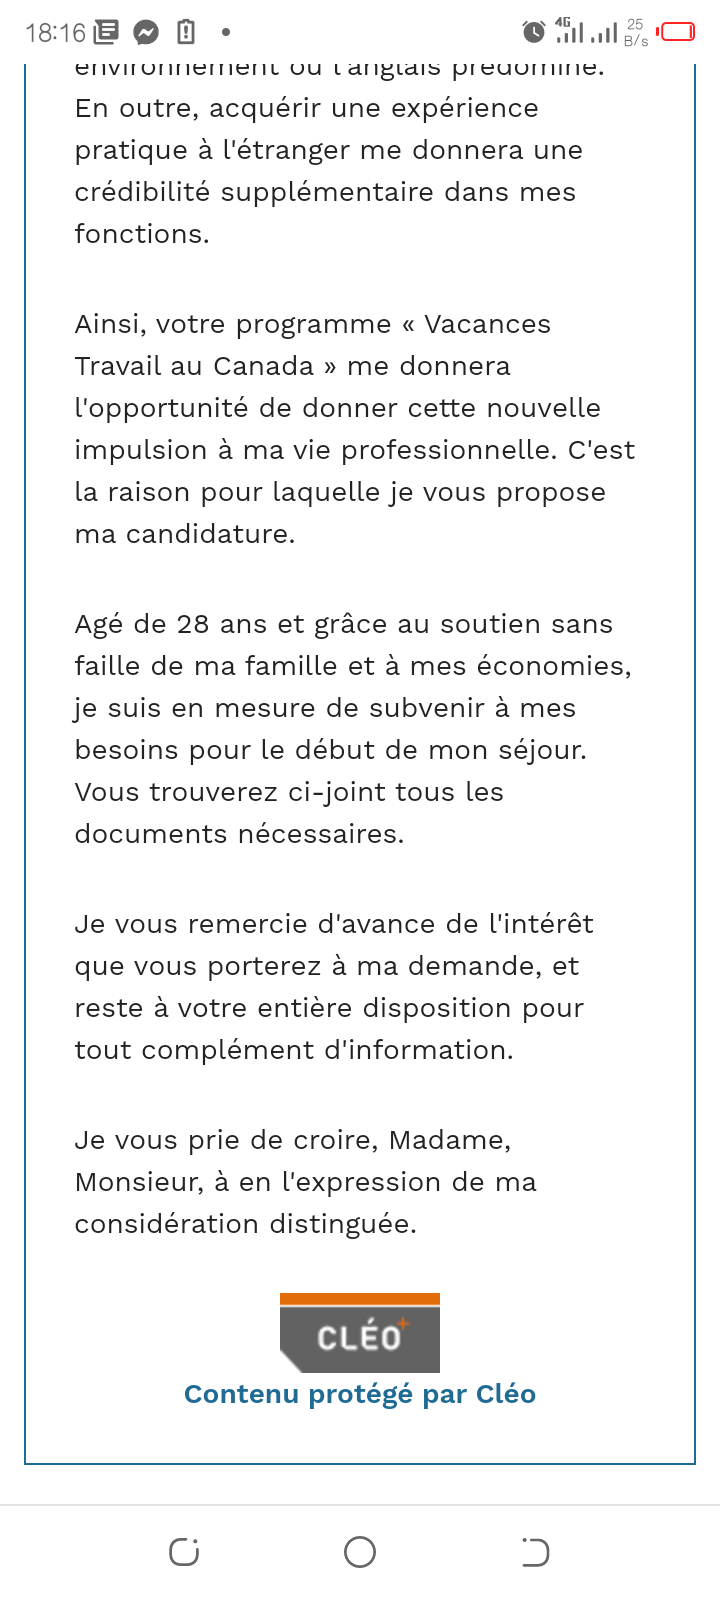 18:16
4G
25
B/s
environnement où l'anglais prédomine.
En outre, acquérir une expérience
pratique à l'étranger me donnera une
crédibilité supplémentaire dans mes
fonctions.
Ainsi, votre programme « Vacances
Travail au Canada » me donnera
l'opportunité de donner cette nouvelle
impulsion à ma vie professionnelle. C'est
la raison pour laquelle je vous propose
ma candidature.
Agé de 28 ans et grâce au soutien sans
faille de ma famille et à mes économies,
je suis en mesure de subvenir à mes
besoins pour le début de mon séjour.
Vous trouverez ci-joint tous les
documents nécessaires.
Je vous remercie d'avance de l'intérêt
que vous porterez à ma demande, et
reste à votre entière disposition pour
tout complément d'information.
Je vous prie de croire, Madame,
Monsieur, à en l'expression de ma
considération distinguée.
CLÉO+
Contenu protégé par Cléo